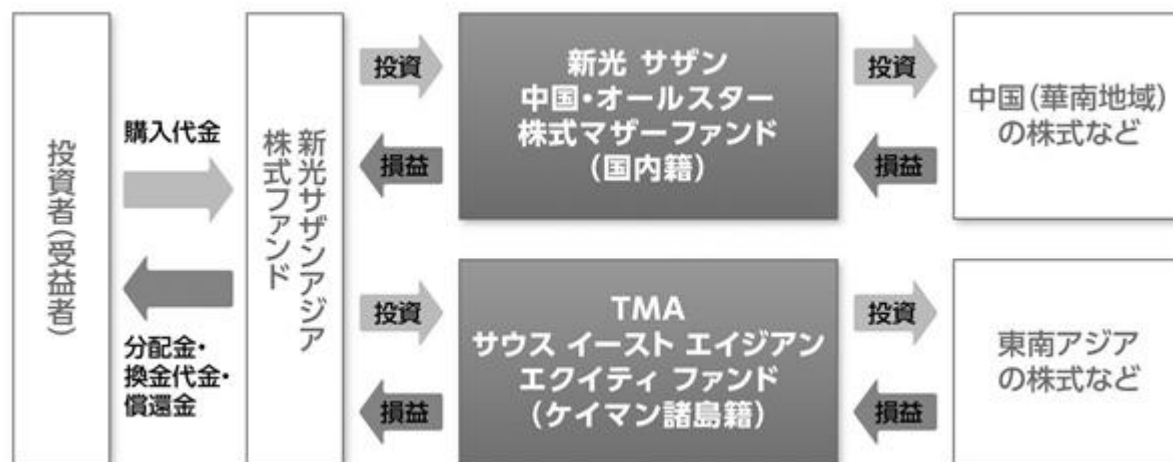 投資者(受益者)
購入代金
分配金・
換金代金・
償還金
新光サザンアジア
株式ファンド
投資
損益
新光 サザン
中国・オールスター
株式マザーファンド
(国内籍)
投資
損益
中国(華南地域)
の株式など
投資
損益
TMA
サウス イースト エイジアン
エクイティ ファンド
(ケイマン諸島籍)
投資
損益
東南アジア
の株式など